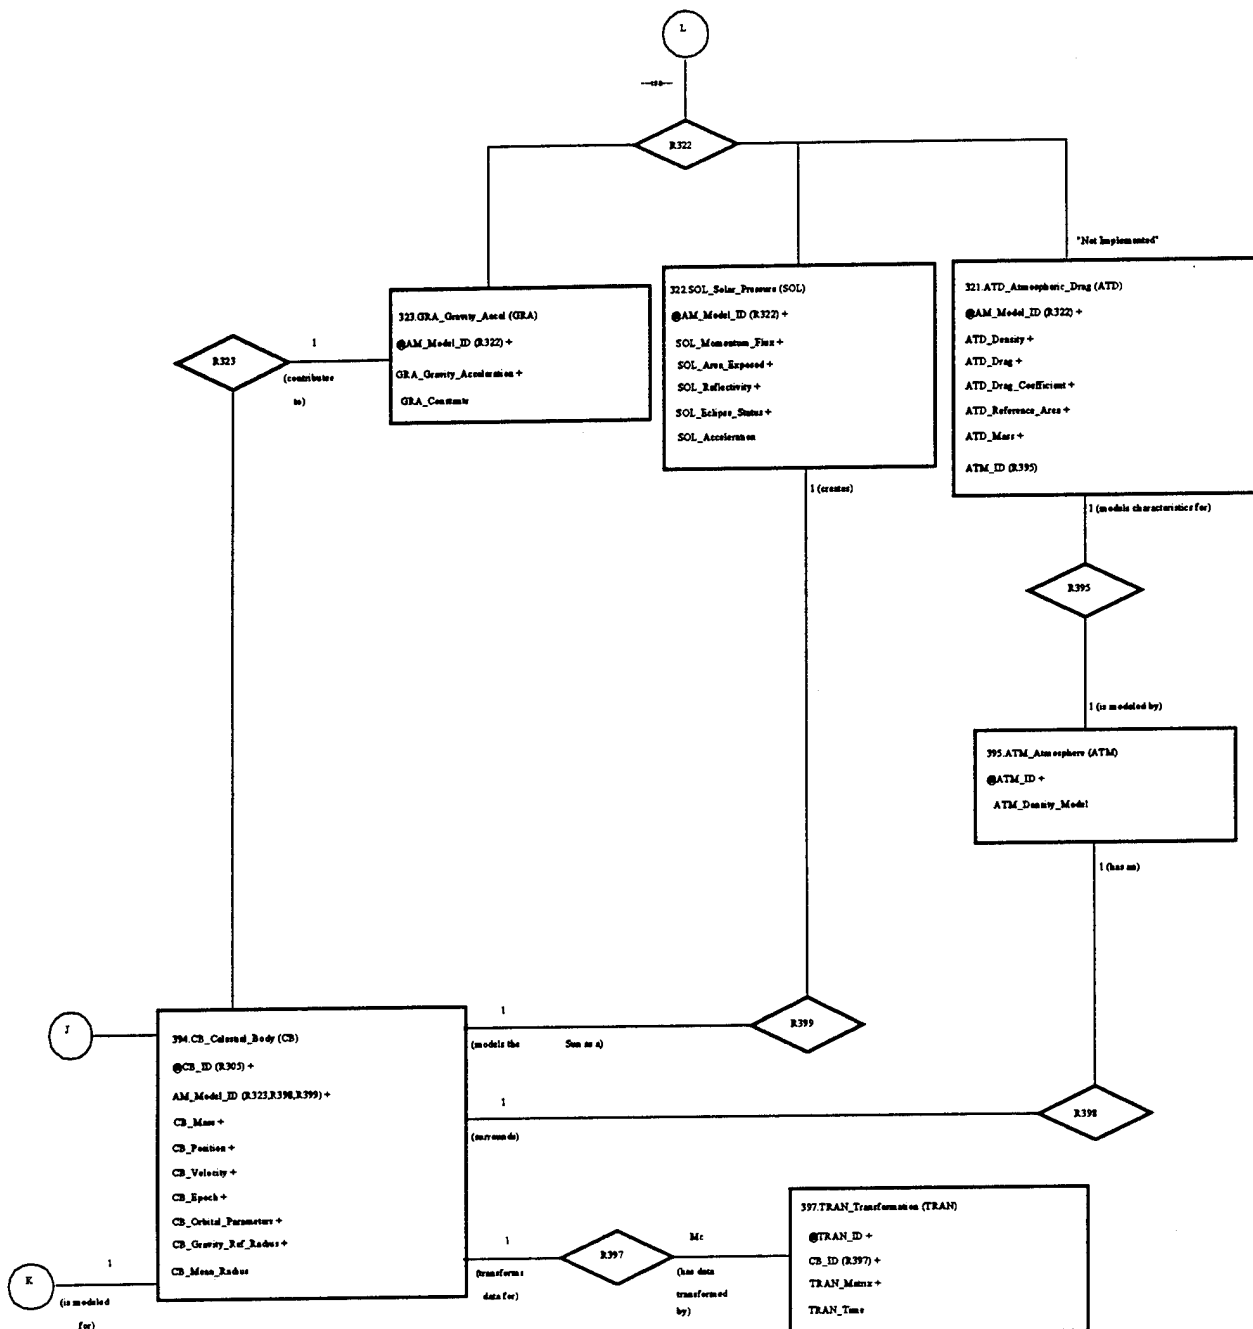 L
---isa---
R322
"Not Implemented"
323.GRA_Gravity_Accel (GRA)
@AM_Model_ID (R322) +
GRA_Gravity_Acceleration +
GRA_Constants
322.SOL_Solar_Pressure (SOL)
@AM_Model_ID (R322) +
SOL_Momentum_Flux +
SOL_Area_Exposed +
SOL_Reflectivity +
SOL_Eclipse_Status +
SOL_Acceleration
321.ATD_Atmospheric_Drag (ATD)
@AM_Model_ID (R322) +
ATD_Density +
ATD_Drag +
ATD_Drag_Coefficient +
ATD_Reference_Area +
ATD_Mass +
ATM_ID (R395)
R323
1
(contributes
to)
1 (creates)
1 (models characteristics for)
R395
1 (is modeled by)
395.ATM_Atmosphere (ATM)
@ATM_ID +
ATM_Density_Model
1 (has an)
J
394.CB_Celestial_Body (CB)
@CB_ID (R305) +
AM_Model_ID (R323,R398,R399) +
CB_Mass +
CB_Position +
CB_Velocity +
CB_Epoch +
CB_Orbital_Parameters +
CB_Gravity_Ref_Radius +
CB_Mean_Radius
1
(models the Sun as a)
R399
1
(surrounds)
R398
K
1
(is modeled
for)
1
(transforms
data for)
R397
Mc
(has data
transformed
by)
397.TRAN_Transformation (TRAN)
@TRAN_ID +
CB_ID (R397) +
TRAN_Matrix +
TRAN_Time